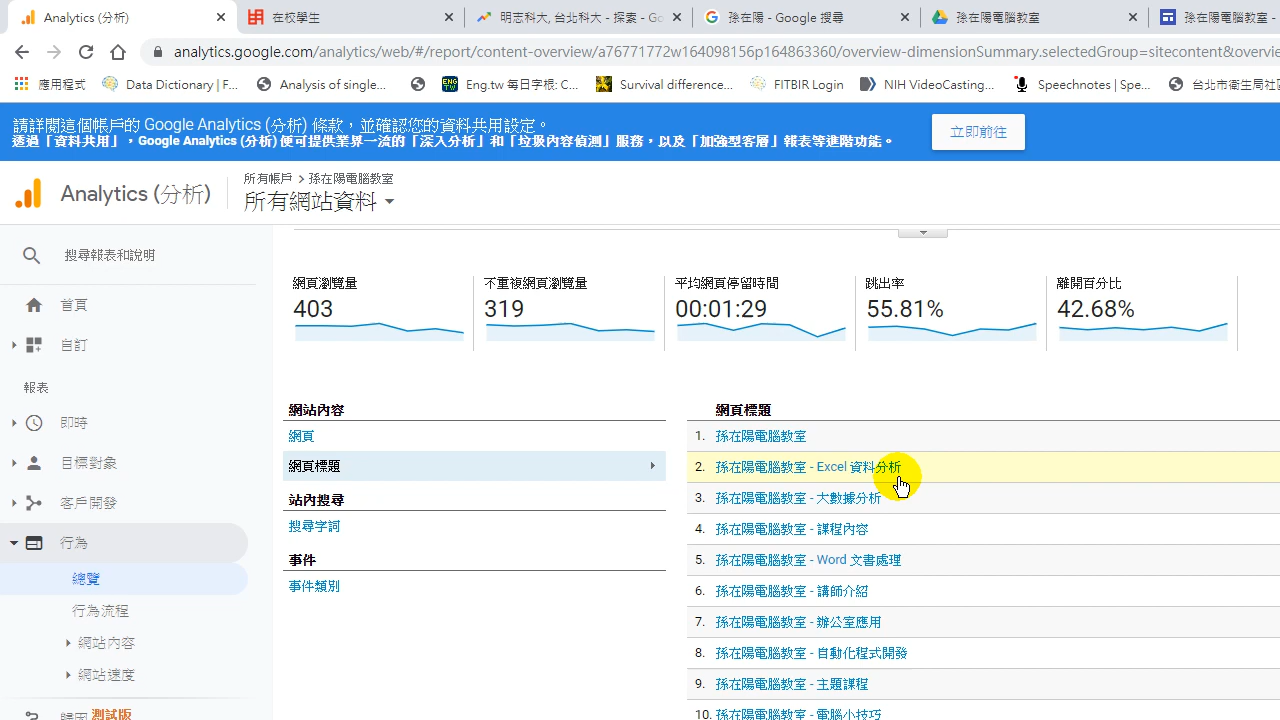 Analytics (分析)
在校學生
明志科大, 台北科大 - 探索 - Go
孫在陽 - Google 搜尋
孫在陽電腦教室
孫在陽電腦教室 -
analytics.google.com/analytics/web/#/report/content-overview/a76771772w164098156p164863360/overview-dimensionSummary.selectedGroup=sitecontent&overvie
應用程式
Data Dictionary | F...
Analysis of single...
ENG TW
Eng.tw 每日字根: C...
Survival difference...
FITBIR Login
NIH VideoCasting...
Speechnotes | Spe...
台北市衛生局社區
請詳閱這個帳戶的 Google Analytics (分析) 條款，並確認您的資料共用設定。
透過「資料共用」，Google Analytics (分析) 便可提供業界一流的「深入分析」和「垃圾內容偵測」服務，以及「加強型客層」報表等進階功能。
立即前往
Analytics (分析)
所有帳戶 > 孫在陽電腦教室
所有網站資料
搜尋報表和說明
首頁
自訂
報表
即時
目標對象
客戶開發
行為
總覽
行為流程
網站內容
網站速度
歸因 測試版
網頁瀏覽量
403
不重複網頁瀏覽量
319
平均網頁停留時間
00:01:29
跳出率
55.81%
離開百分比
42.68%
網站內容
網頁
網頁標題
站內搜尋
搜尋字詞
事件
事件類別
網頁標題
1. 孫在陽電腦教室
2. 孫在陽電腦教室 - Excel 資料分析
3. 孫在陽電腦教室 - 大數據分析
4. 孫在陽電腦教室 - 課程內容
5. 孫在陽電腦教室 - Word 文書處理
6. 孫在陽電腦教室 - 講師介紹
7. 孫在陽電腦教室 - 辦公室應用
8. 孫在陽電腦教室 - 自動化程式開發
9. 孫在陽電腦教室 - 主題課程
10. 孫在陽電腦教室 - 電腦小技巧